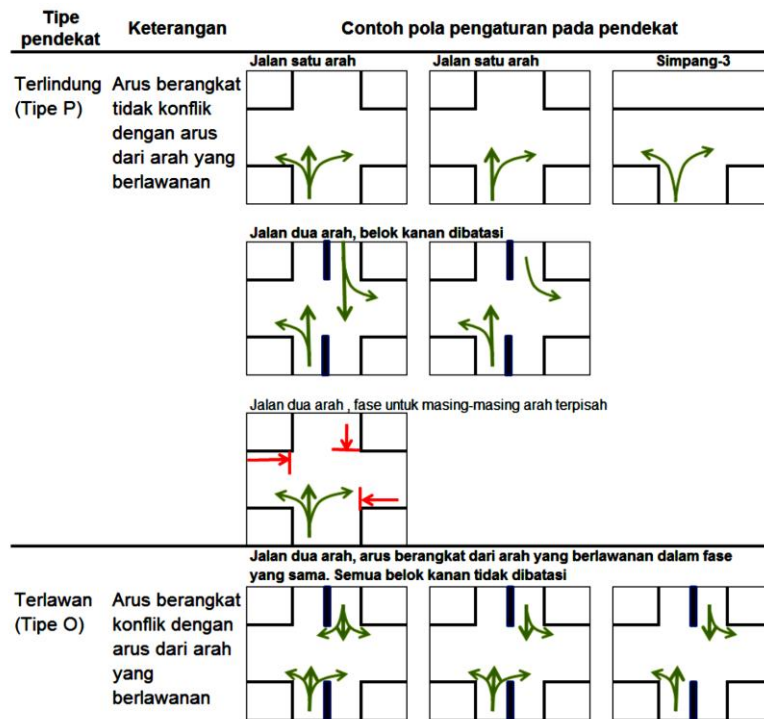 Tipe
pendekat
Keterangan
Contoh pola pengaturan pada pendekat
Terlindung
(Tipe P)
Arus berangkat
tidak konflik
dengan arus
dari arah yang
berlawanan
Jalan satu arah
Jalan satu arah
Simpang-3
Jalan dua arah, belok kanan dibatasi
Jalan dua arah , fase untuk masing-masing arah terpisah
Terlawan
(Tipe O)
Arus berangkat
konflik dengan
arus dari arah
yang
berlawanan
Jalan dua arah, arus berangkat dari arah yang berlawanan dalam fase
yang sama. Semua belok kanan tidak dibatasi